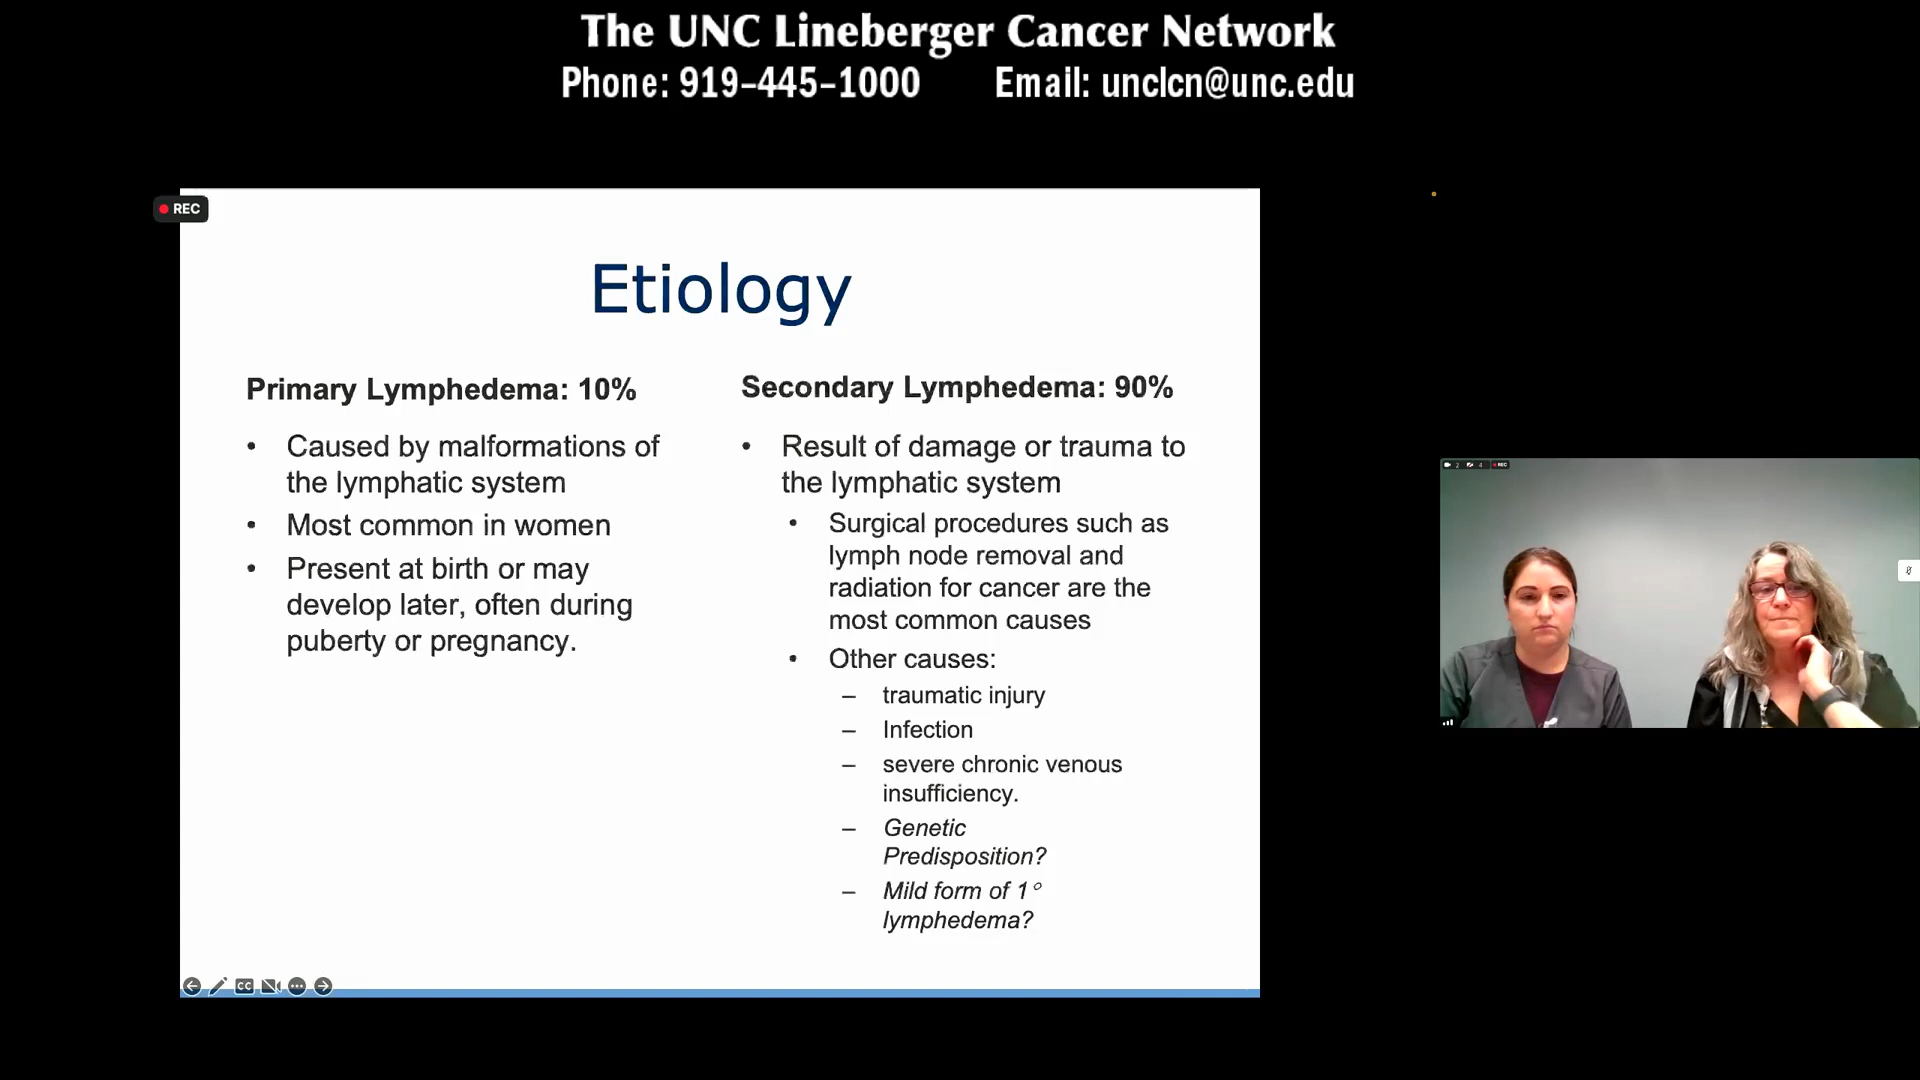 The UNC Lineberger Cancer Network
Phone: 919-445-1000 Email: unclcn@unc.edu
REC
Etiology
Primary Lymphedema: 10%
• Caused by malformations of
the lymphatic system
• Most common in women
• Present at birth or may
develop later, often during
puberty or pregnancy.
Secondary Lymphedema: 90%
• Result of damage or trauma to
the lymphatic system
• Surgical procedures such as
lymph node removal and
radiation for cancer are the
most common causes
• Other causes:
– traumatic injury
– Infection
– severe chronic venous
insufficiency.
– Genetic
Predisposition?
– Mild form of 1°
lymphedema?
CC
2 4 REC